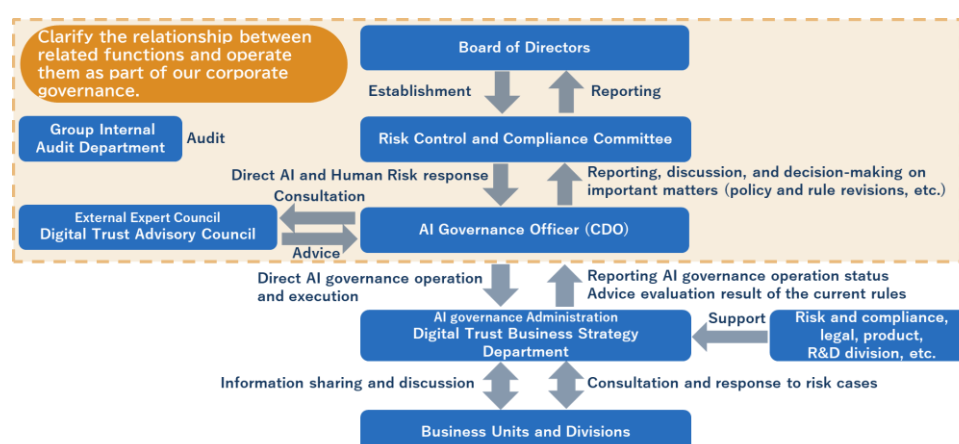 Clarify the relationship between
related functions and operate
them as part of our corporate
governance.
Board of Directors
Establishment
Reporting
Group Internal
Audit Department
Audit
Risk Control and Compliance Committee
Direct AI and Human Risk response
Reporting, discussion, and decision-making on
important matters (policy and rule revisions, etc.)
Consultation
External Expert Council
Digital Trust Advisory Council
Advice
AI Governance Officer (CDO)
Direct AI governance operation
and execution
Reporting AI governance operation status
Advice evaluation result of the current rules
AI governance Administration
Digital Trust Business Strategy
Department
Support
Risk and compliance,
legal, product,
R&D division, etc.
Information sharing and discussion
Consultation and response to risk cases
Business Units and Divisions